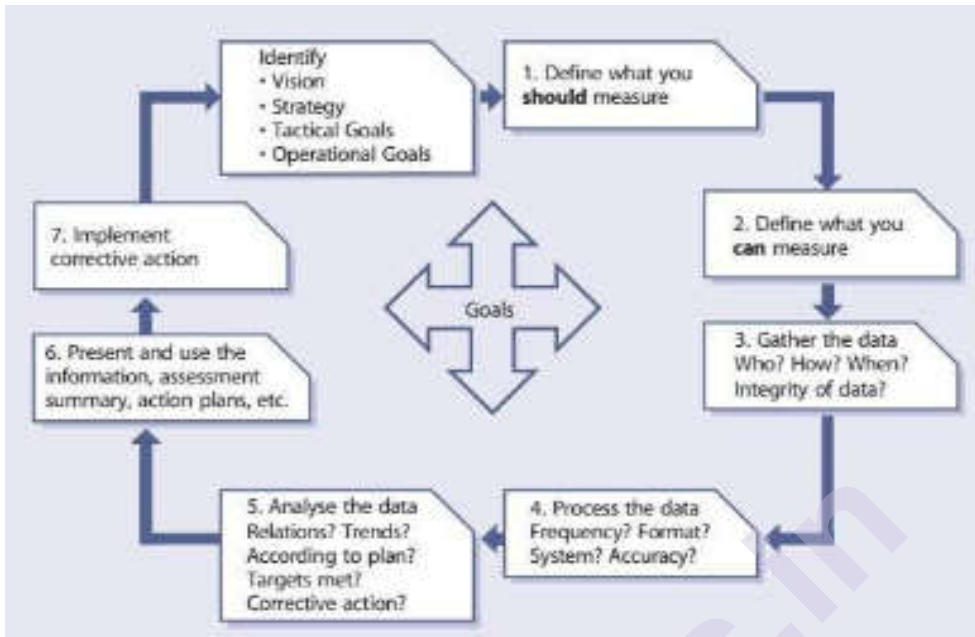 Identify
• Vision
• Strategy
• Tactical Goals
• Operational Goals
1. Define what you
should measure
2. Define what you
can measure
3. Gather the data
Who? How? When?
Integrity of data?
4. Process the data
Frequency? Format?
System? Accuracy?
5. Analyse the data
Relations? Trends?
According to plan?
Targets met?
Corrective action?
6. Present and use the
information, assessment
summary, action plans, etc.
7. Implement
corrective action
Goals